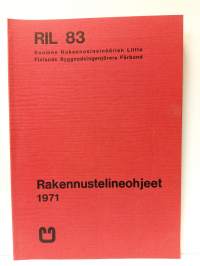 RIL 83
Suomen Rakennusinsinöörien Liitto
Finlands Byggnadsingenjörers Förbund
Rakennustelineohjeet
1971